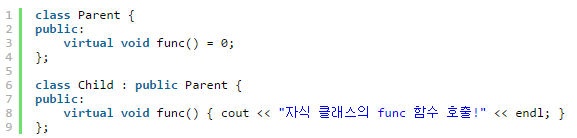 1 class Parent {
2 public:
3     virtual void func() = 0;
4 };
5
6 class Child : public Parent {
7 public:
8     virtual void func() { cout << "자식 클래스의 func 함수 호출!" << endl; }
9 };